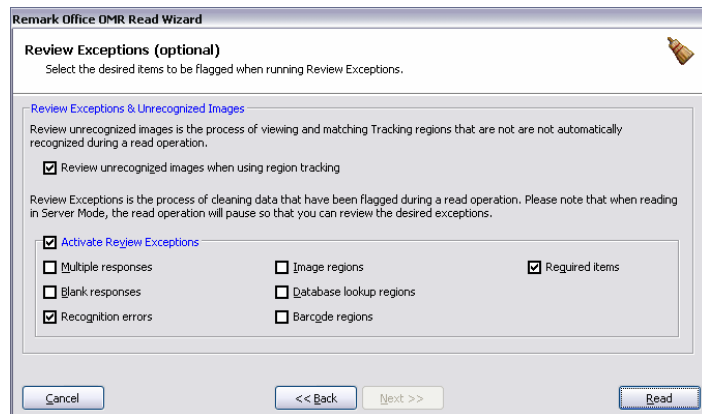 Remark Office OMR Read Wizard
Review Exceptions (optional)
Select the desired items to be flagged when running Review Exceptions.
Review Exceptions & Unrecognized Images
Review unrecognized images is the process of viewing and matching Tracking regions that are not are not automatically
recognized during a read operation.
Review unrecognized images when using region tracking
Review Exceptions is the process of cleaning data that have been flagged during a read operation. Please note that when reading
in Server Mode, the read operation will pause so that you can review the desired exceptions.
Activate Review Exceptions
Multiple responses Image regions Required items
Blank responses Database lookup regions
Recognition errors Barcode regions
Cancel << Back Next >> Read